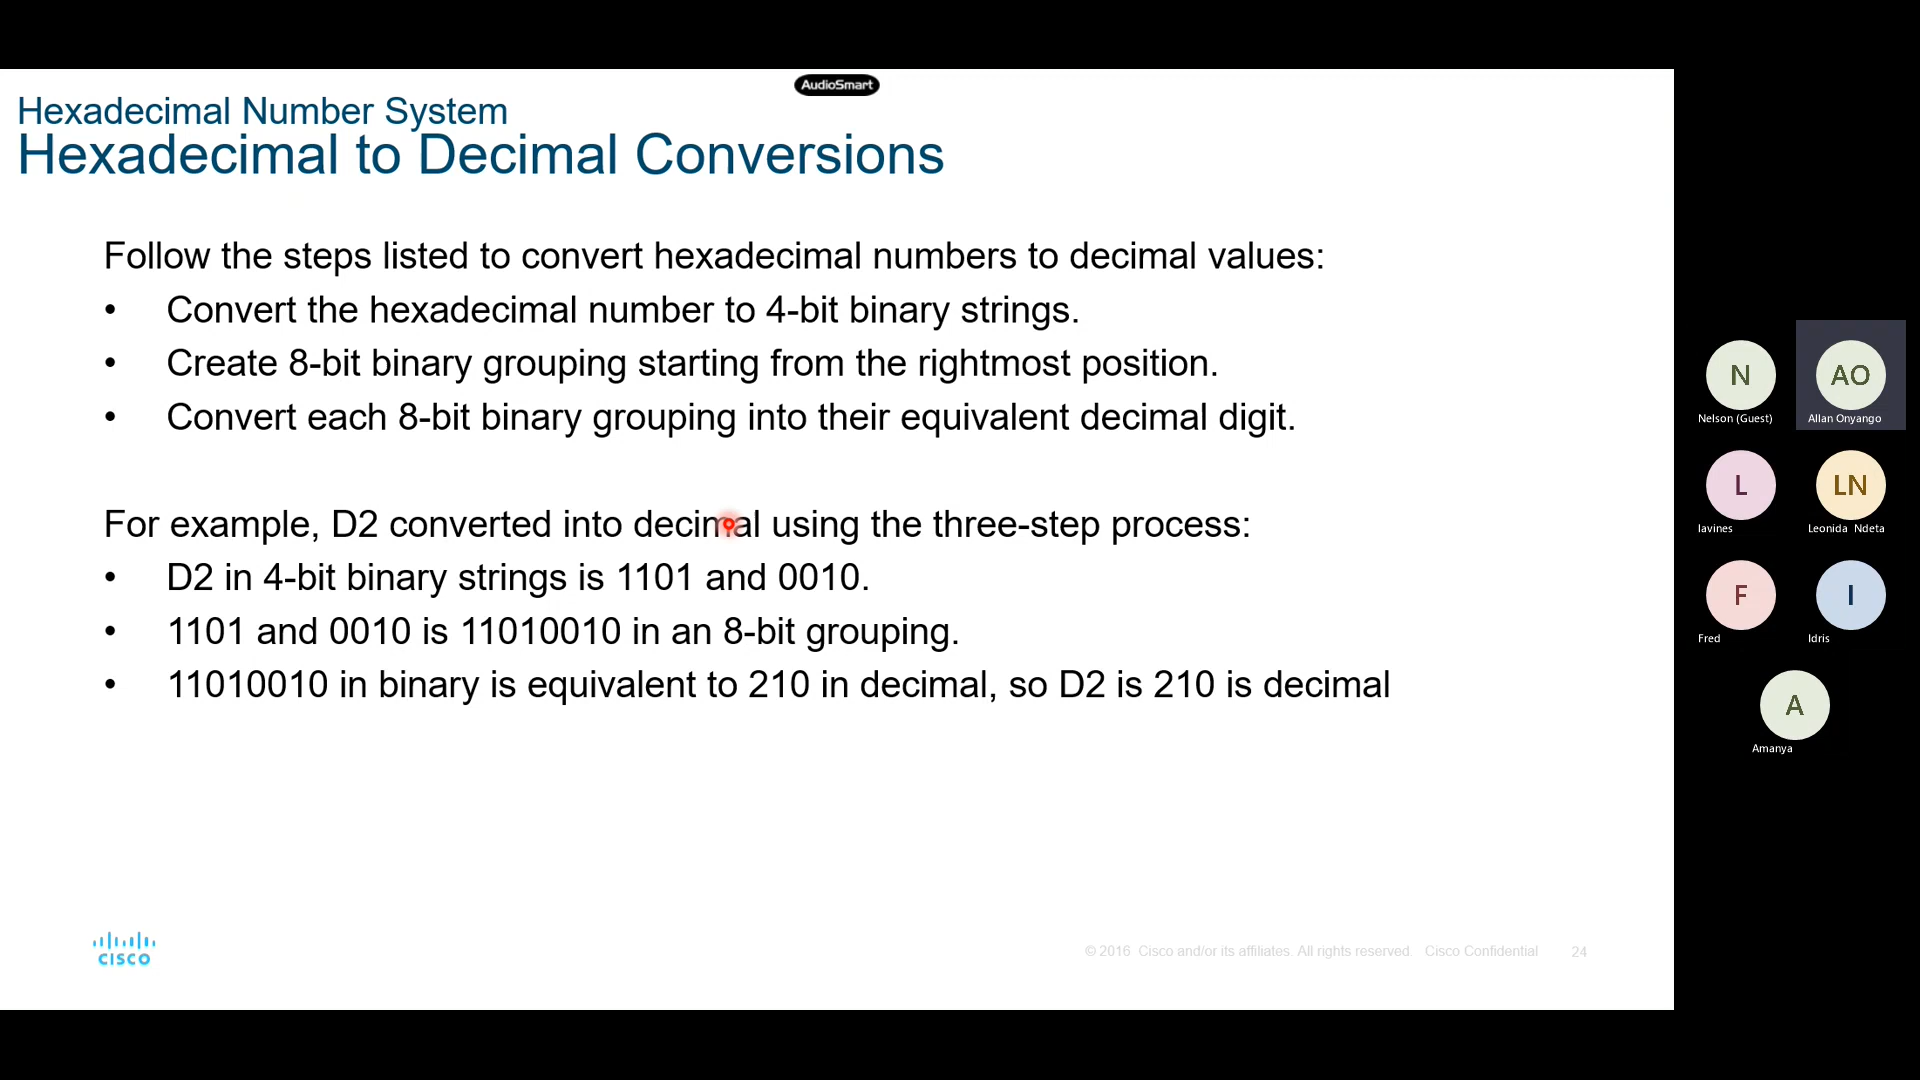 AudioSmart
Hexadecimal Number System
Hexadecimal to Decimal Conversions
Follow the steps listed to convert hexadecimal numbers to decimal values:
• Convert the hexadecimal number to 4-bit binary strings.
• Create 8-bit binary grouping starting from the rightmost position.
• Convert each 8-bit binary grouping into their equivalent decimal digit.
For example, D2 converted into decimal using the three-step process:
• D2 in 4-bit binary strings is 1101 and 0010.
• 1101 and 0010 is 11010010 in an 8-bit grouping.
• 11010010 in binary is equivalent to 210 in decimal, so D2 is 210 is decimal
CISCO
© 2016 Cisco and/or its affiliates. All rights reserved. Cisco Confidential 24
N
Nelson (Guest)
AO
Allan Onyango
L
lavines
LN
Leonida Ndeta
F
Fred
I
Idris
A
Amanya